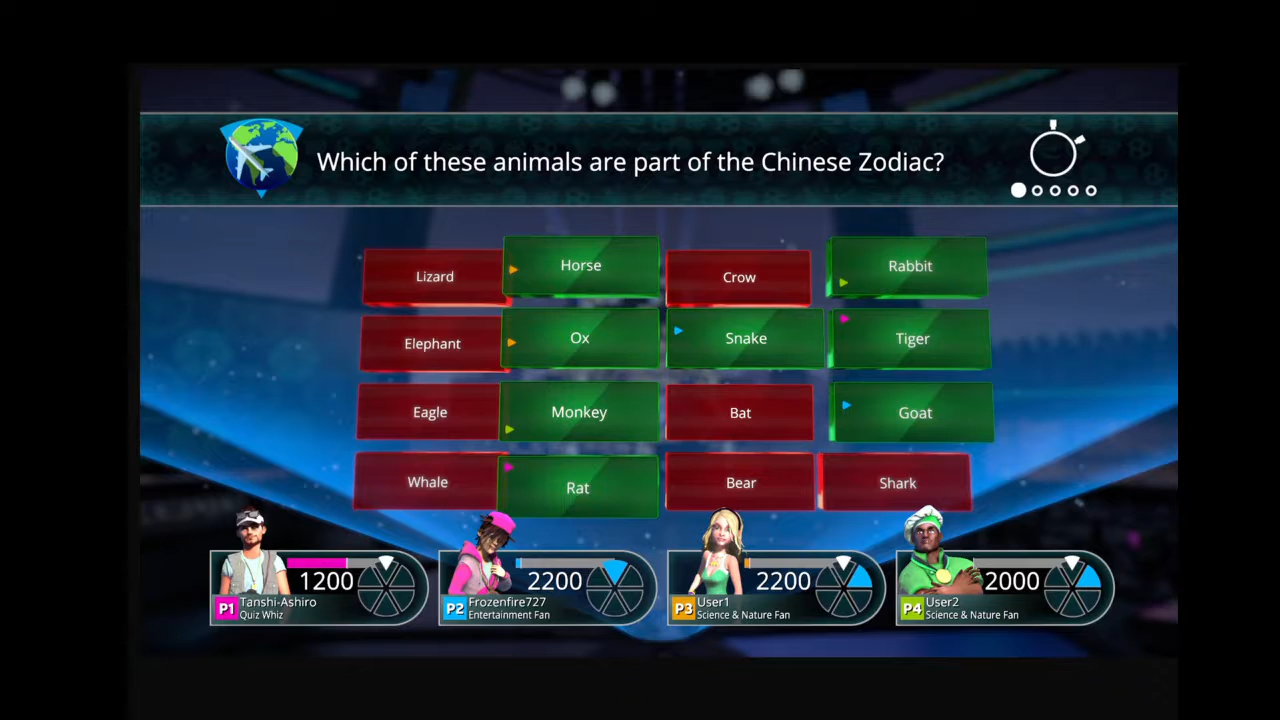 Which of these animals are part of the Chinese Zodiac?
Lizard Horse Crow Rabbit
Elephant Ox Snake Tiger
Eagle Monkey Bat Goat
Whale Rat Bear Shark
1200 2200 2200 2000
P1 Tanshi-Ashiro P2 Frozenfire727 P3 User1 P4 User2
Quiz Whiz Entertainment Fan Science & Nature Fan Science & Nature Fan